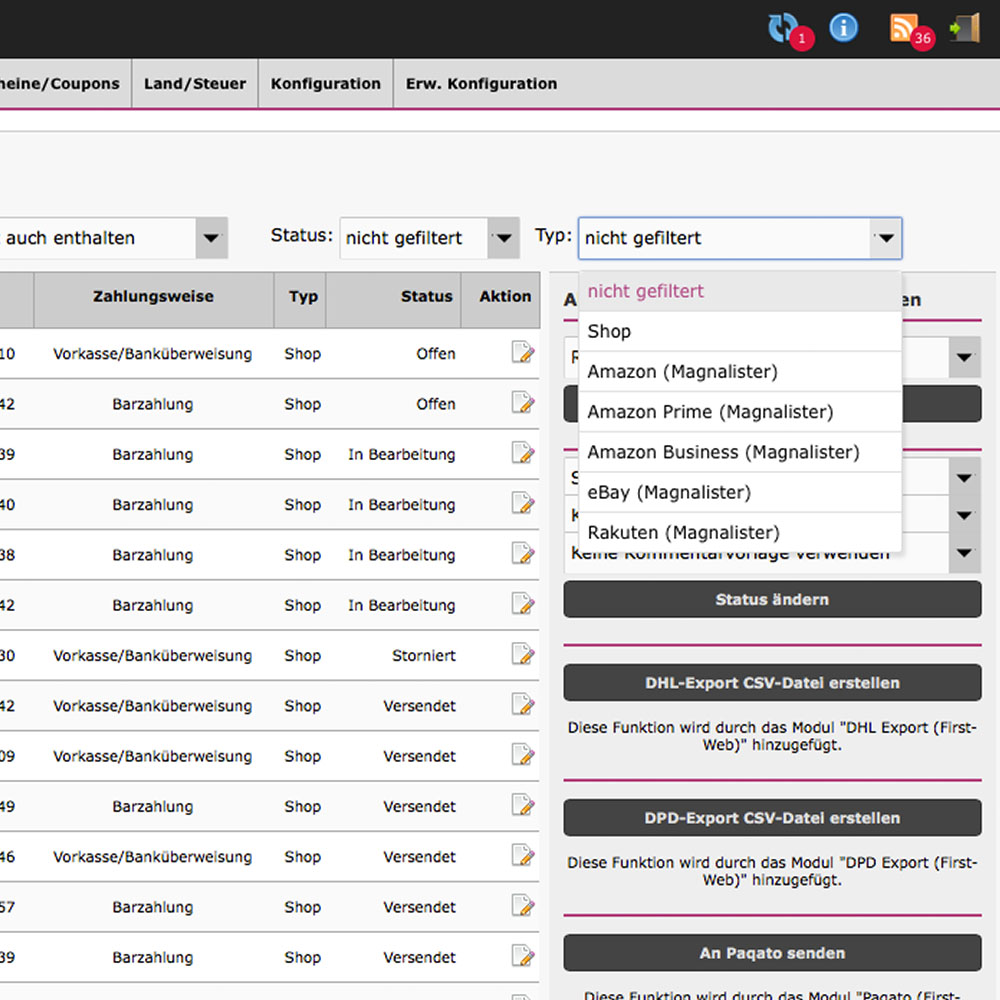 1
36
heine/Coupons Land/Steuer Konfiguration Erw. Konfiguration
auch enthalten Status: nicht gefiltert Typ: nicht gefiltert
Zahlungsweise Typ Status Aktion
10 Vorkasse/Banküberweisung Shop Offen
42 Barzahlung Shop Offen
39 Barzahlung Shop In Bearbeitung
40 Barzahlung Shop In Bearbeitung
38 Barzahlung Shop In Bearbeitung
42 Barzahlung Shop In Bearbeitung
30 Vorkasse/Banküberweisung Shop Storniert
42 Vorkasse/Banküberweisung Shop Versendet
09 Vorkasse/Banküberweisung Shop Versendet
49 Barzahlung Shop Versendet
46 Vorkasse/Banküberweisung Shop Versendet
57 Barzahlung Shop Versendet
39 Barzahlung Shop Versendet
nicht gefiltert
Shop
Amazon (Magnalister)
Amazon Prime (Magnalister)
Amazon Business (Magnalister)
eBay (Magnalister)
Rakuten (Magnalister)
en
Keine Kommentarvorlage verwenden
Status ändern
DHL-Export CSV-Datei erstellen
Diese Funktion wird durch das Modul "DHL Export (First-
Web)" hinzugefügt.
DPD-Export CSV-Datei erstellen
Diese Funktion wird durch das Modul "DPD Export (First-
Web)" hinzugefügt.
An Paqato senden
Diese Funktion wird durch das Modul "Paqato (First-